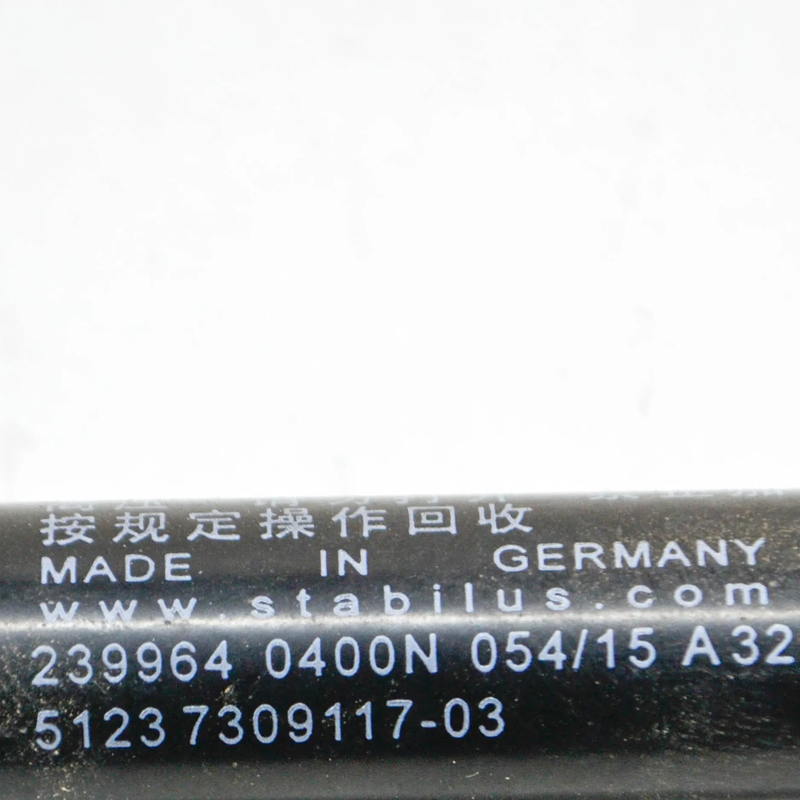 按规定操作回收
MADE IN GERMANY
www.stabilus.com
239964 0400N 054/15 A32
51237309117-03